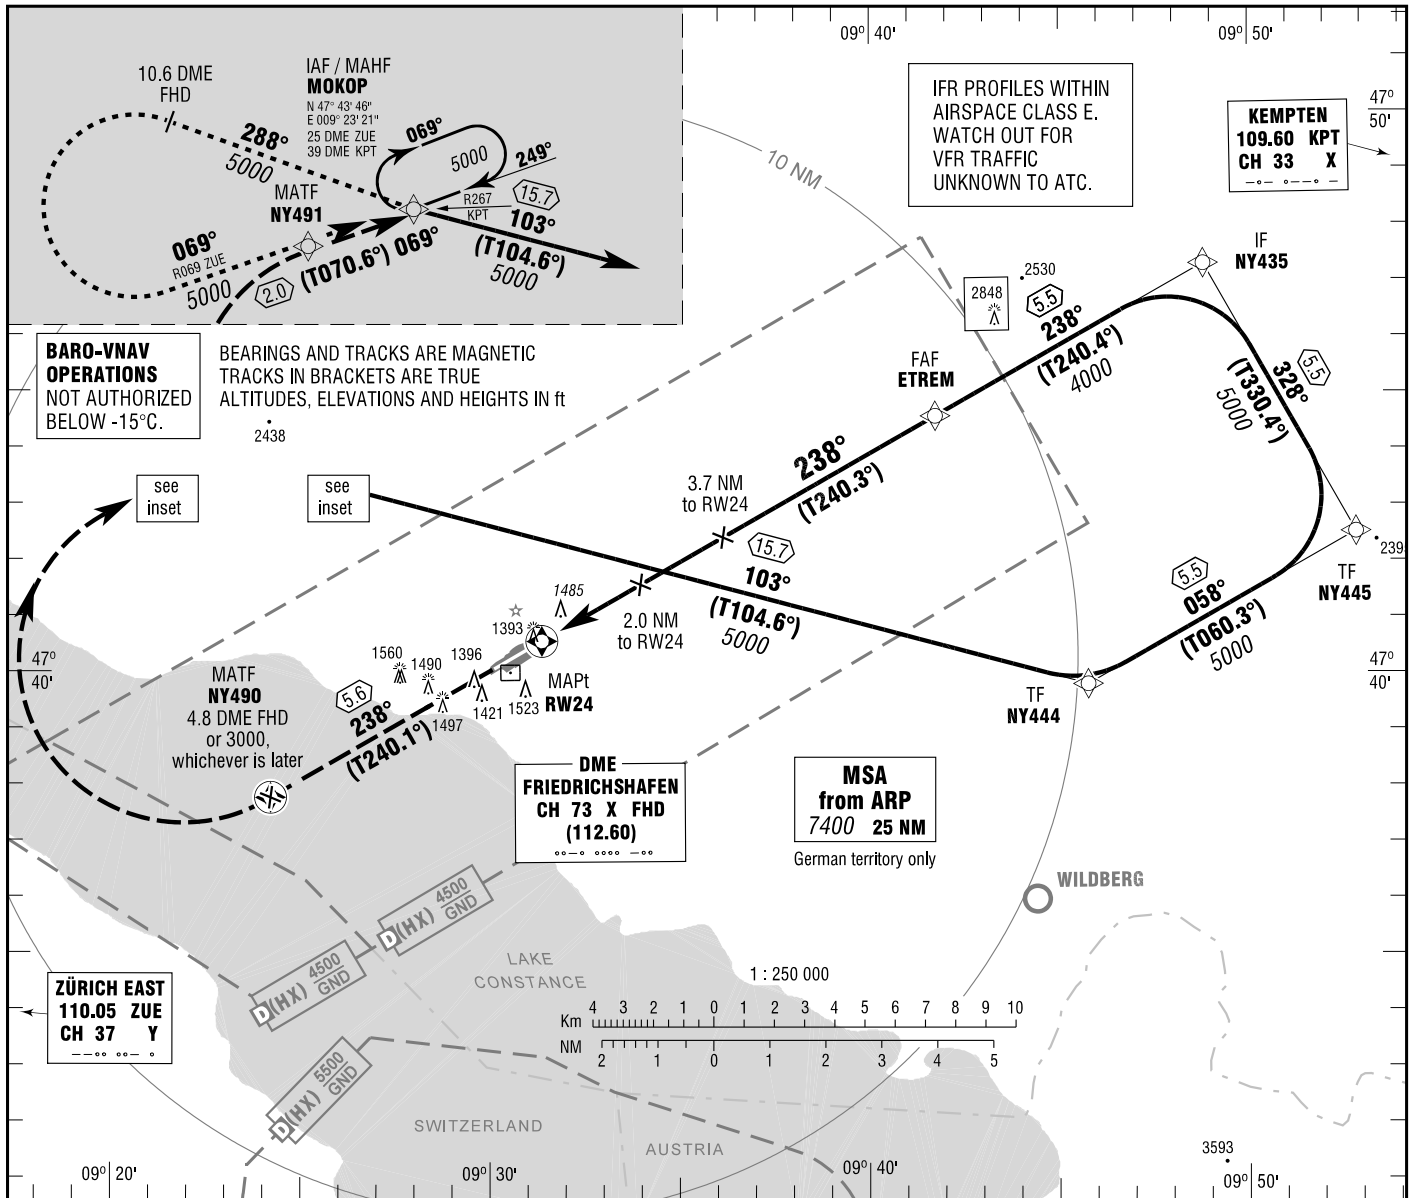 09° 40'
09° 50'
10.6 DME
FHD
IAF / MAHF
MOKOP
N 47° 43' 46"
E 009° 23' 21"
25 DME ZUE
39 DME KPT
069°
5000
249°
288°
5000
MATF
NY491
R267
KPT
15.7
103°
(T104.6°)
5000
069°
R069 ZUE
5000
2.0
(T070.6°) 069°
10 NM
IFR PROFILES WITHIN
AIRSPACE CLASS E.
WATCH OUT FOR
VFR TRAFFIC
UNKNOWN TO ATC.
47°
50'
KEMPTEN
109.60 KPT
CH 33 X
IF
NY435
2530
2848
5.5
238°
(T240.4°)
4000
BARO-VNAV
OPERATIONS
NOT AUTHORIZED
BELOW -15°C.
BEARINGS AND TRACKS ARE MAGNETIC
TRACKS IN BRACKETS ARE TRUE
ALTITUDES, ELEVATIONS AND HEIGHTS IN ft
2438
FAF
ETREM
5.5
328°
(T330.4°)
5000
see
inset
see
inset
238°
(T240.3°)
3.7 NM
to RW24
15.7
103°
(T104.6°)
5000
2.0 NM
to RW24
239
TF
NY445
5.5
058°
(T060.3°)
5000
1485
1393
1560
1490
1396
1497
1421
1523
MAPt
RW24
47°
40'
MATF
NY490
4.8 DME FHD
or 3000,
whichever is later
5.6
238°
(T240.1°)
47°
40'
TF
NY444
DME
FRIEDRICHSHAFEN
CH 73 X FHD
(112.60)
MSA
from ARP
7400 25 NM
German territory only
WILDBERG
D(HX) 4500
GND
D(HX) 4500
GND
D(HX) 5500
GND
LAKE
CONSTANCE
1 : 250 000
Km 4 3 2 1 0 1 2 3 4 5 6 7 8 9 10
NM 2 1 0 1 2 3 4 5
ZÜRICH EAST
110.05 ZUE
CH 37 Y
SWITZERLAND
AUSTRIA
3593
09° 20'
09° 30'
09° 40'
09° 50'